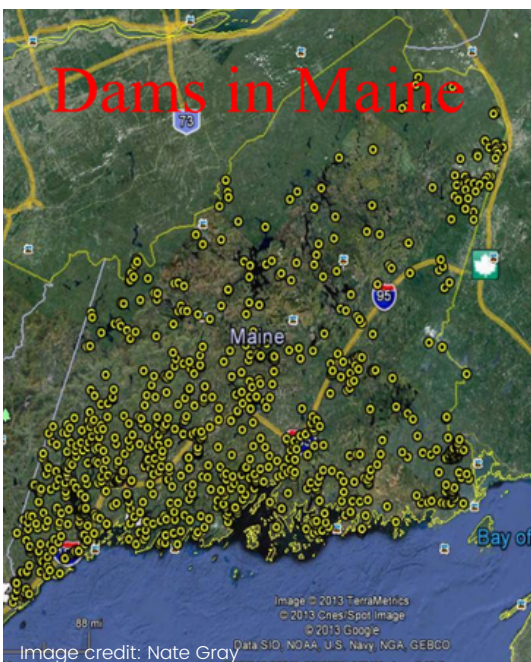 Dams in Maine
73
95
Maine
Bay of
Image © 2013 TerraMetrics
© 2013 Cnes/Spot Image
© 2013 Google
Data SIO, NOAA, U.S. Navy, NGA, GEBCO
88 mi
Image credit: Nate Gray